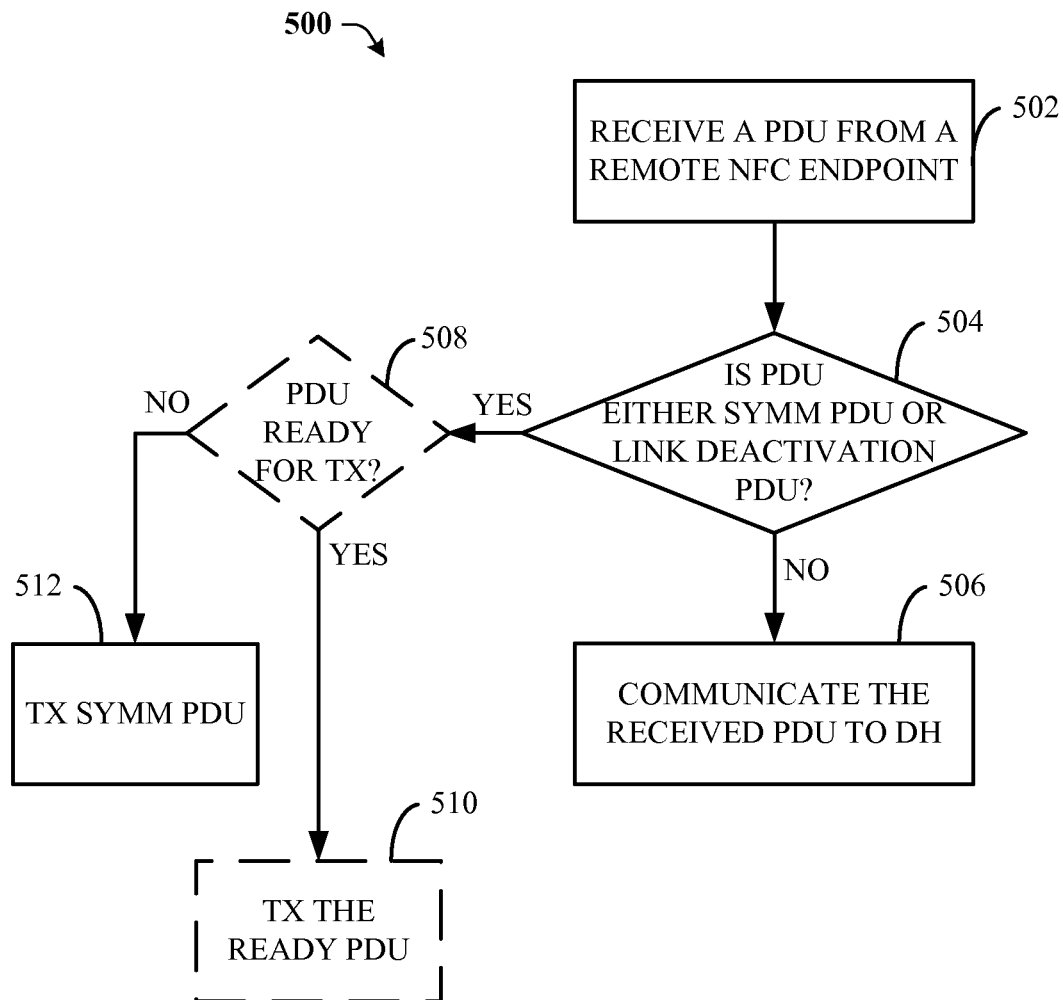 500
RECEIVE A PDU FROM A
REMOTE NFC ENDPOINT
502
IS PDU
EITHER SYMM PDU OR
LINK DEACTIVATION
PDU?
504
YES
NO
PDU
READY
FOR TX?
508
NO
YES
COMMUNICATE THE
RECEIVED PDU TO DH
506
TX SYMM PDU
512
TX THE
READY PDU
510